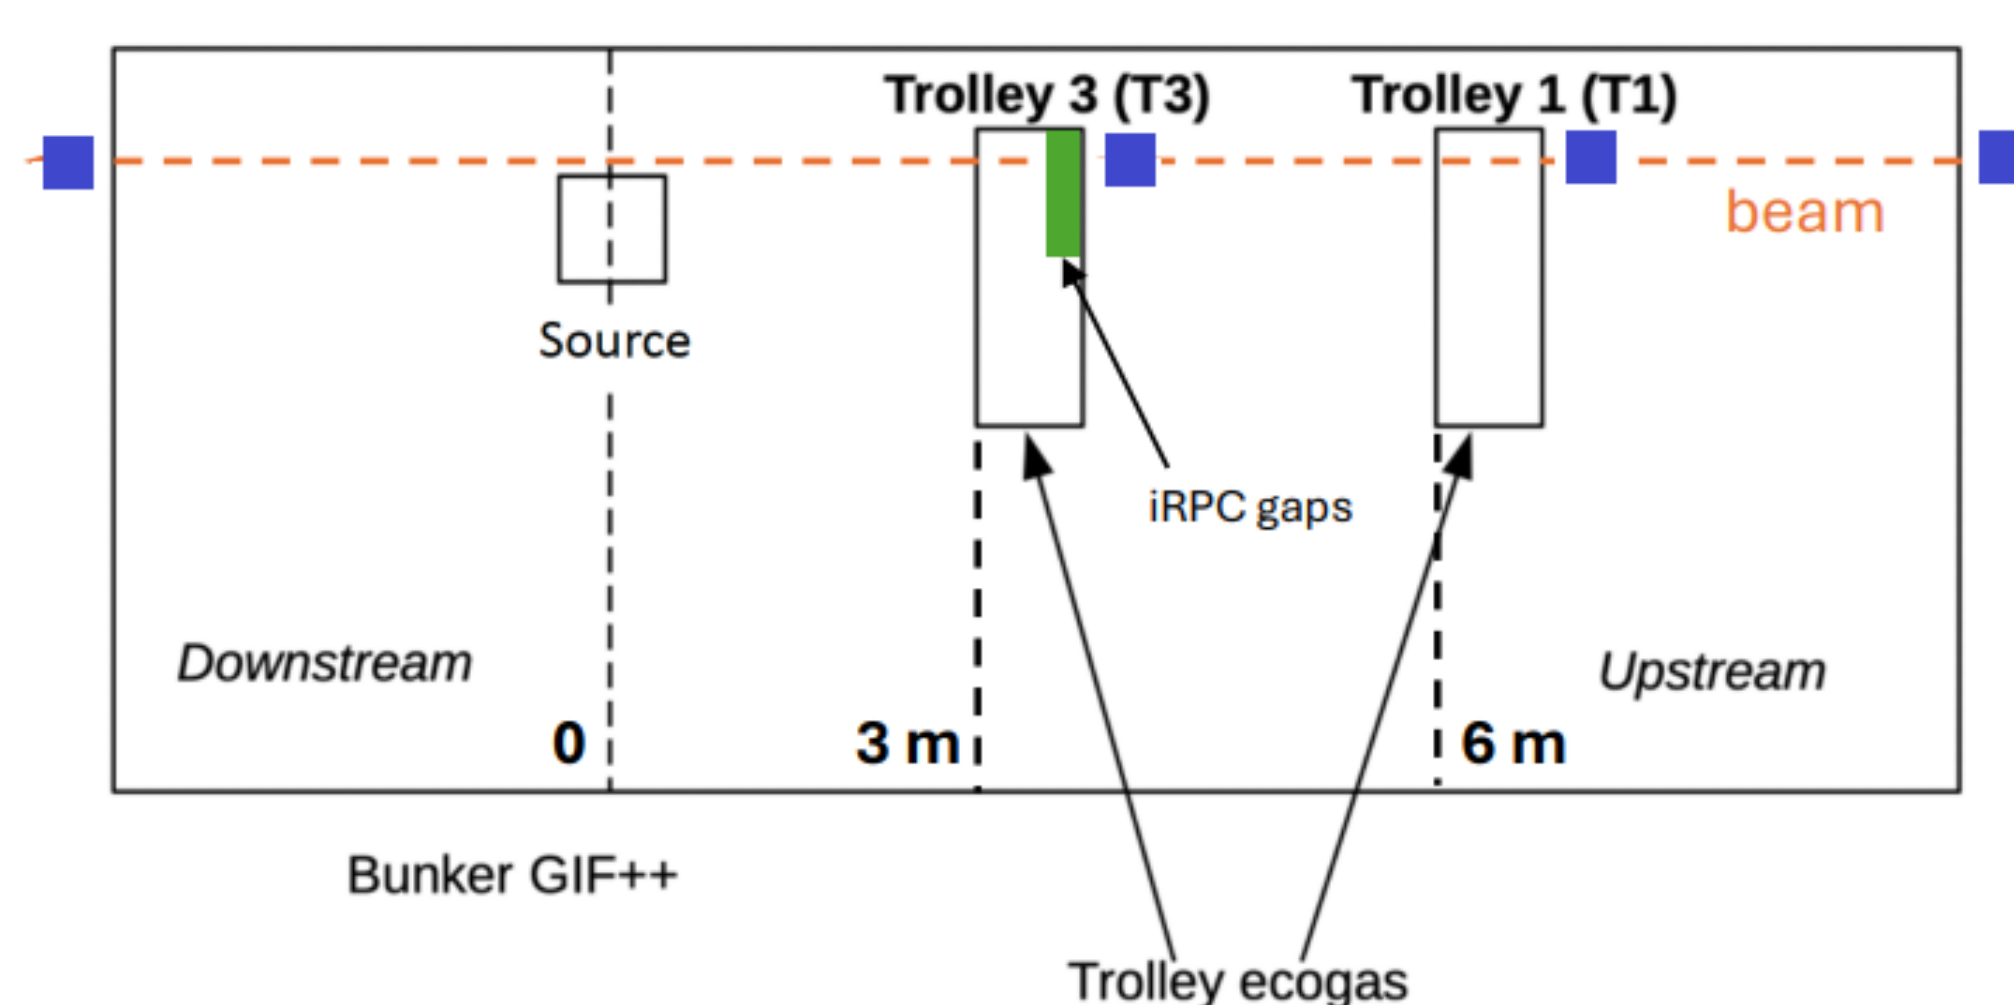 Trolley 3 (T3)
Trolley 1 (T1)
beam
Source
iRPC gaps
Downstream
Upstream
0
3 m
6 m
Bunker GIF++
Trolley ecogas